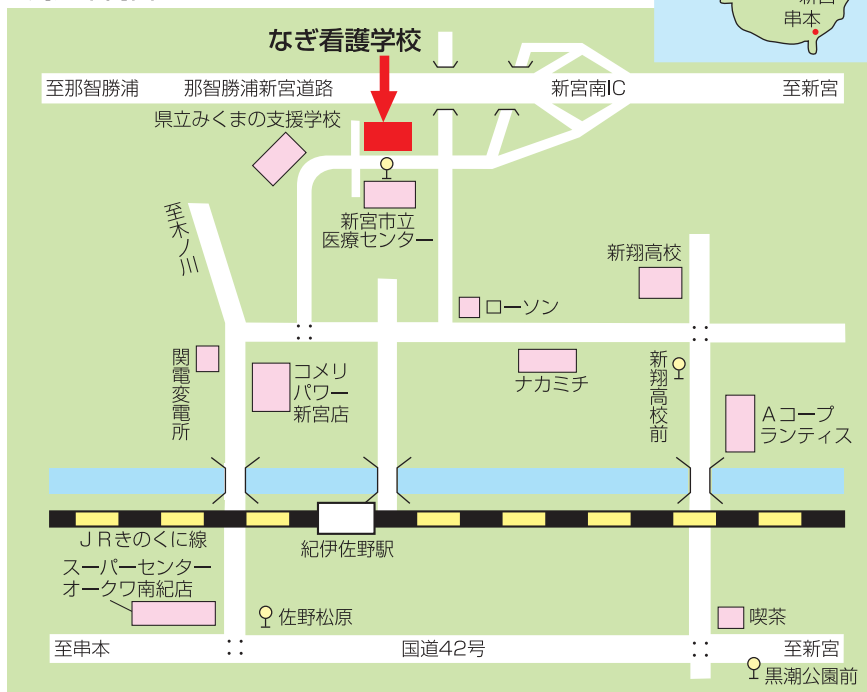 新宮
串本
なぎ看護学校
至那智勝浦
那智勝浦新宮道路
新宮南IC
至新宮
県立みくまの支援学校
新宮市立
医療センター
至木ノ川
新翔高校
ローソン
関電変電所
コメリ
パワー
新宮店
ナカミチ
新翔高校前
Aコープ
ランティス
JRきのくに線
紀伊佐野駅
スーパーセンター
オークワ南紀店
佐野松原
喫茶
至串本
国道42号
至新宮
黒潮公園前